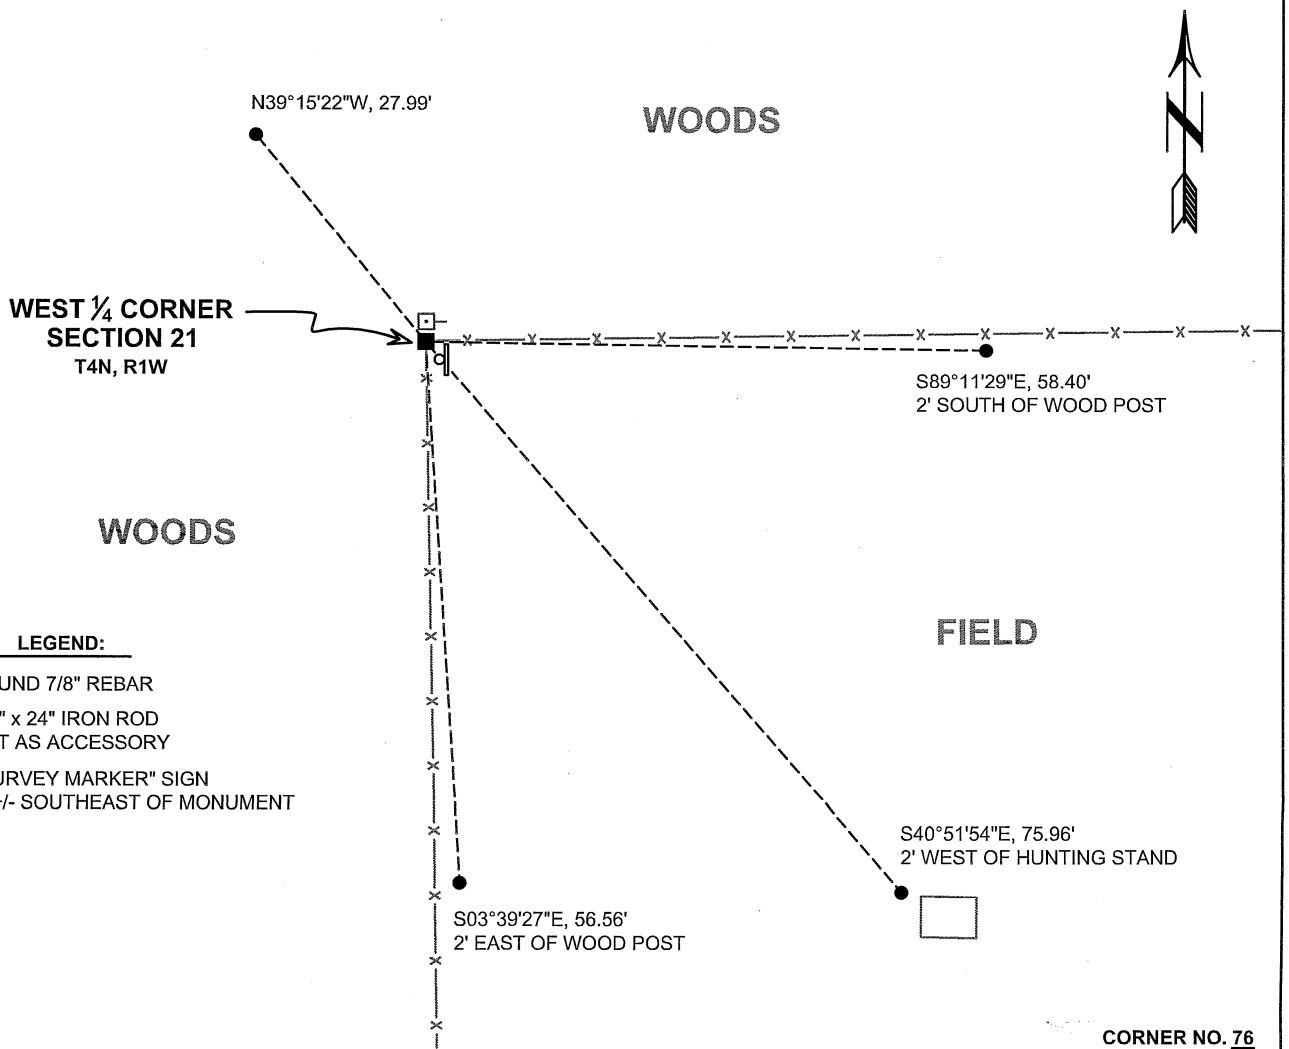 N39°15'22"W, 27.99'
WOODS
N
WEST ¼ CORNER
SECTION 21
T4N, R1W
S89°11'29"E, 58.40'
2' SOUTH OF WOOD POST
WOODS
FIELD
LEGEND:
UND 7/8" REBAR
" x 24" IRON ROD
T AS ACCESSORY
URVEY MARKER" SIGN
+/- SOUTHEAST OF MONUMENT
S40°51'54"E, 75.96'
2' WEST OF HUNTING STAND
S03°39'27"E, 56.56'
2' EAST OF WOOD POST
CORNER NO. 76